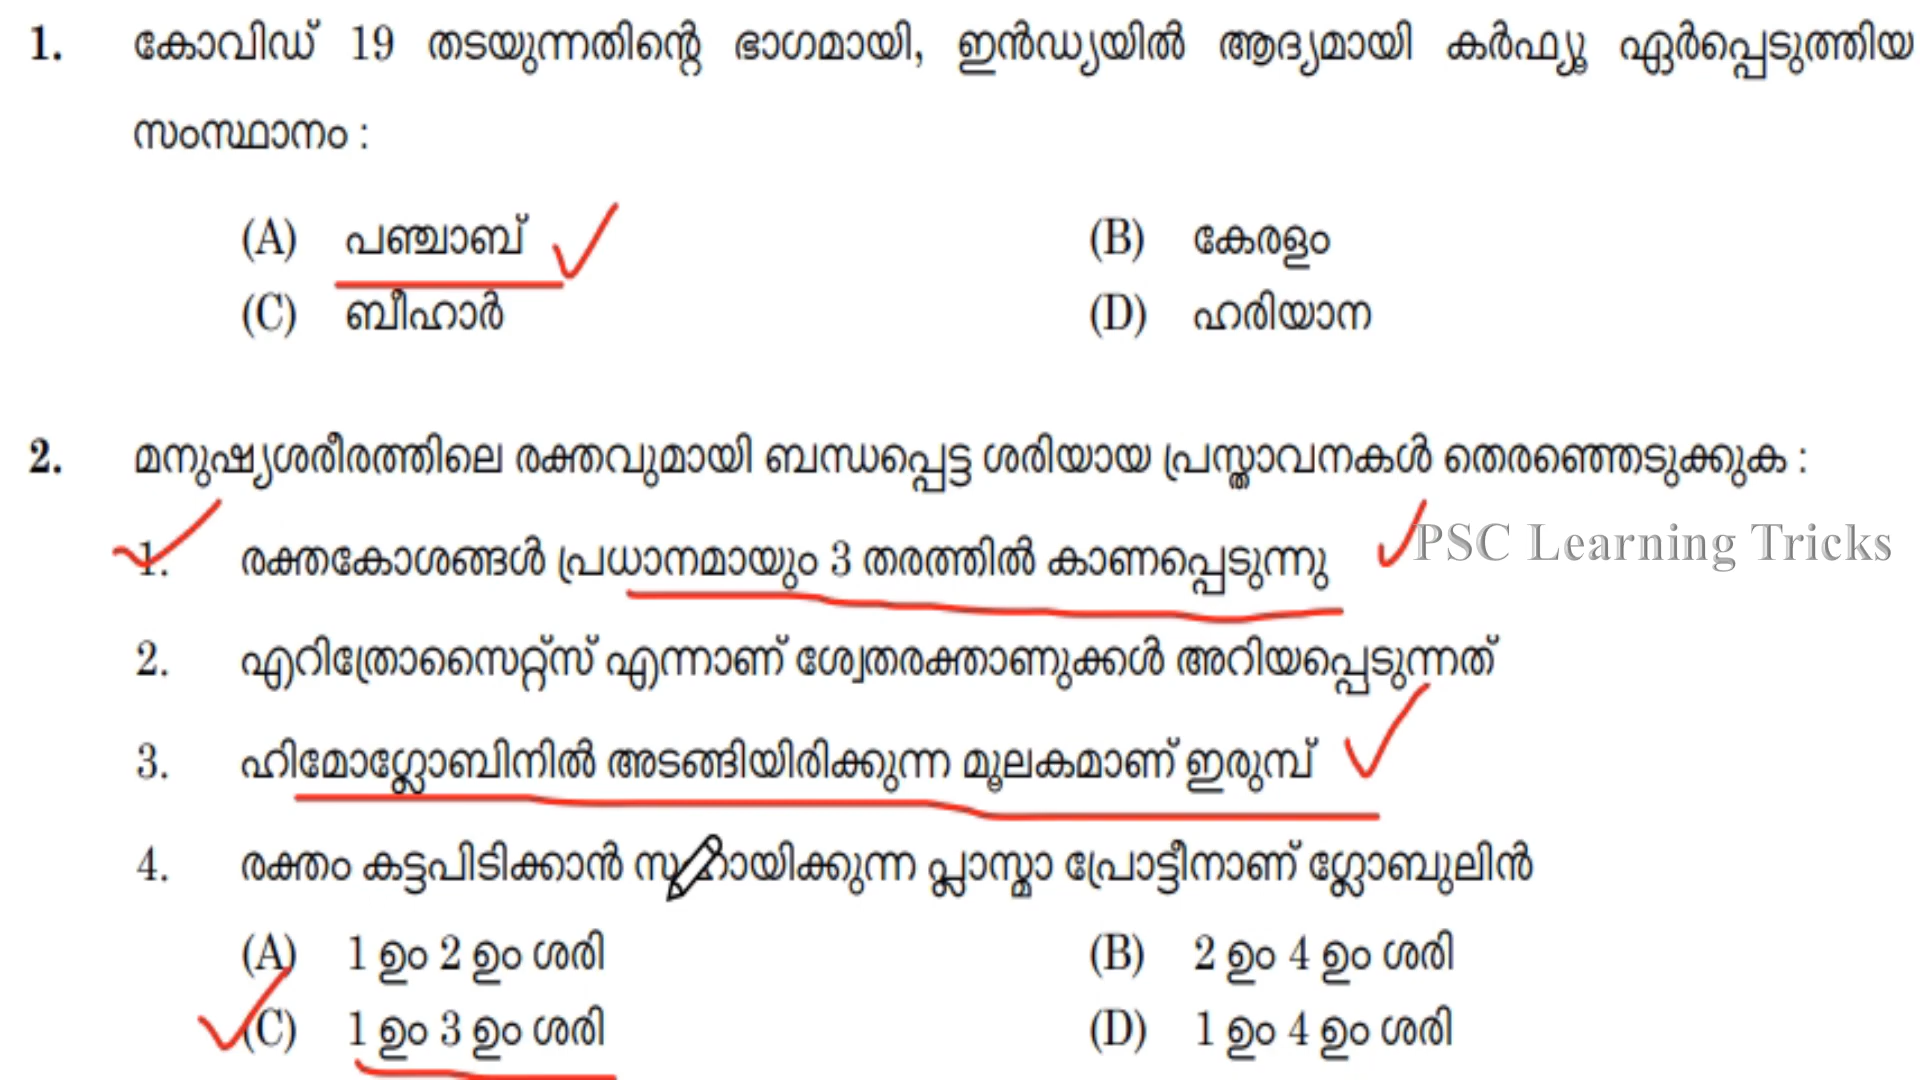 1. കോവിഡ് 19 തടയുന്നതിന്റെ ഭാഗമായി, ഇൻഡ്യയിൽ ആദ്യമായി കർഫ്യൂ ഏർപ്പെടുത്തിയ
സംസ്ഥാനം :
(A) പഞ്ചാബ് (B) കേരളം
(C) ബീഹാർ (D) ഹരിയാന
2. മനുഷ്യശരീരത്തിലെ രക്തവുമായി ബന്ധപ്പെട്ട ശരിയായ പ്രസ്താവനകൾ തെരഞ്ഞെടുക്കുക :
1. രക്തകോശങ്ങൾ പ്രധാനമായും 3 തരത്തിൽ കാണപ്പെടുന്നു
PSC Learning Tricks
2. എറിത്രോസൈറ്റ്സ് എന്നാണ് ശ്വേതരക്താണുക്കൾ അറിയപ്പെടുന്നത്
3. ഹിമോഗ്ലോബിനിൽ അടങ്ങിയിരിക്കുന്ന മൂലകമാണ് ഇരുമ്പ്
4. രക്തം കട്ടപിടിക്കാൻ സഹായിക്കുന്ന പ്ലാസ്മാ പ്രോട്ടീനാണ് ഗ്ലോബുലിൻ
(A) 1 ഉം 2 ഉം ശരി (B) 2 ഉം 4 ഉം ശരി
(C) 1 ഉം 3 ഉം ശരി (D) 1 ഉം 4 ഉം ശരി